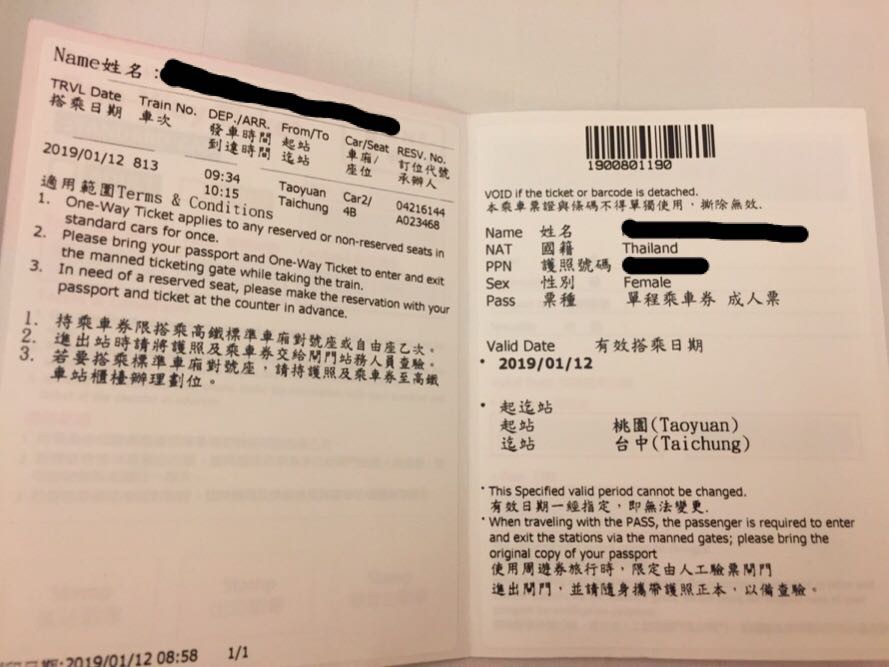 Name姓名：
TRVL Date Train No. DEP./ARR. From/To Car/Seat RESV. No.
搭乘日期 車次 發車時間 起站 車廂/ 訂位代號
到達時間 迄站 座位 承辦人
2019/01/12 813 09:34 Taoyuan Car2/ 04216144
10:15 Taichung 4B A023468
適用範圍Terms & Conditions
1. One-Way Ticket applies to any reserved or non-reserved seats in
standard cars for once.
2. Please bring your passport and One-Way Ticket to enter and exit
the manned ticketing gate while taking the train.
3. In need of a reserved seat, please make the reservation with your
passport and ticket at the counter in advance.
1. 持乘車券限搭乘高鐵標準車廂對號座或自由座乙次。
2. 進出站時請將護照及乘車券交給閘門站務人員查驗。
3. 若要搭乘標準車廂對號座，請持護照及乘車券至高鐵
車站櫃檯辦理劃位。
日期:2019/01/12 08:58 1/1
1900801190
VOID if the ticket or barcode is detached.
本乘車票證與條碼不得單獨使用，撕除無效.
Name 姓名
NAT 國籍 Thailand
PPN 護照號碼
Sex 性別 Female
Pass 票種 單程乘車券 成人票
Valid Date 有效搭乘日期
• 2019/01/12
• 起迄站
起站 桃園(Taoyuan)
迄站 台中(Taichung)
• This Specified valid period cannot be changed.
有效日期一經指定，即無法變更.
• When traveling with the PASS, the passenger is required to enter
and exit the stations via the manned gates; please bring the
original copy of your passport
使用周遊券旅行時，限定由人工驗票閘門
進出閘門，並請隨身攜帶護照正本，以備查驗。